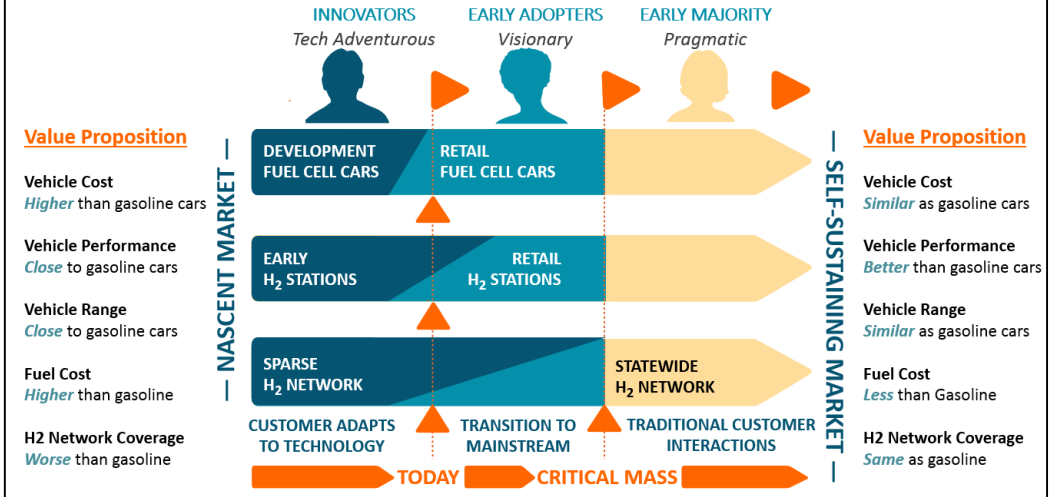 INNOVATORS
Tech Adventurous
EARLY ADOPTERS
Visionary
EARLY MAJORITY
Pragmatic
Value Proposition
Vehicle Cost
Higher than gasoline cars
Vehicle Performance
Close to gasoline cars
Vehicle Range
Close to gasoline cars
Fuel Cost
Higher than gasoline
H2 Network Coverage
Worse than gasoline
— NASCENT MARKET —
DEVELOPMENT
FUEL CELL CARS
RETAIL
FUEL CELL CARS
EARLY
H₂ STATIONS
RETAIL
H₂ STATIONS
SPARSE
H₂ NETWORK
STATEWIDE
H₂ NETWORK
CUSTOMER ADAPTS
TO TECHNOLOGY
TRANSITION TO
MAINSTREAM
TRADITIONAL CUSTOMER
INTERACTIONS
TODAY
CRITICAL MASS
— SELF-SUSTAINING MARKET —
Value Proposition
Vehicle Cost
Similar as gasoline cars
Vehicle Performance
Better than gasoline cars
Vehicle Range
Similar as gasoline cars
Fuel Cost
Less than Gasoline
H2 Network Coverage
Same as gasoline